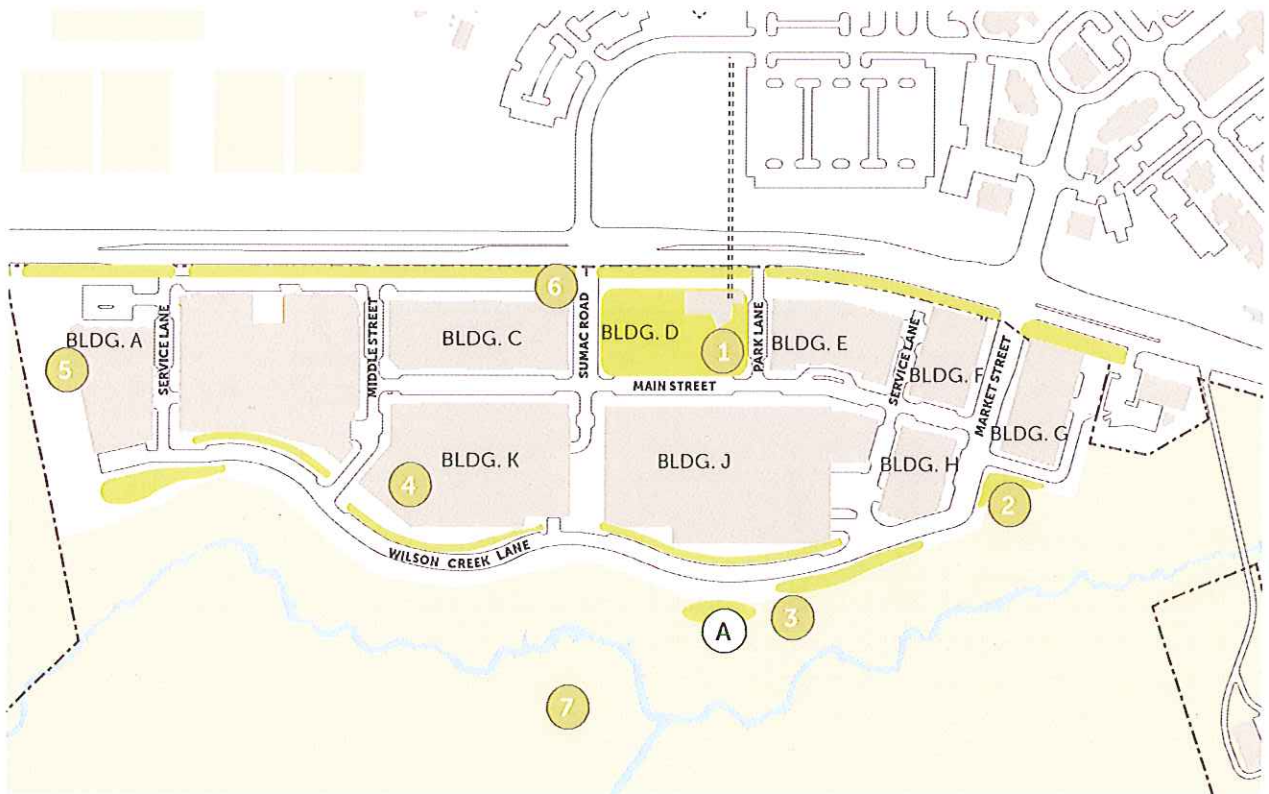 6
BLDG. A
SERVICE LANE
MIDDLE STREET
BLDG. C
SUMAC ROAD
BLDG. D
1
PARK LANE
BLDG. E
SERVICE LANE
BLDG. F
MARKET STREET
5
MAIN STREET
BLDG. G
BLDG. K
BLDG. J
BLDG. H
4
2
WILSON CREEK LANE
3
A
7